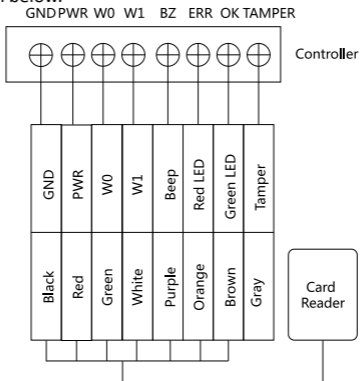 below.
GND PWR W0 W1 BZ ERR OK TAMPER
Controller
GND
PWR
W0
W1
Beep
Red LED
Green LED
Tamper
Black
Red
Green
White
Purple
Orange
Brown
Gray
Card
Reader